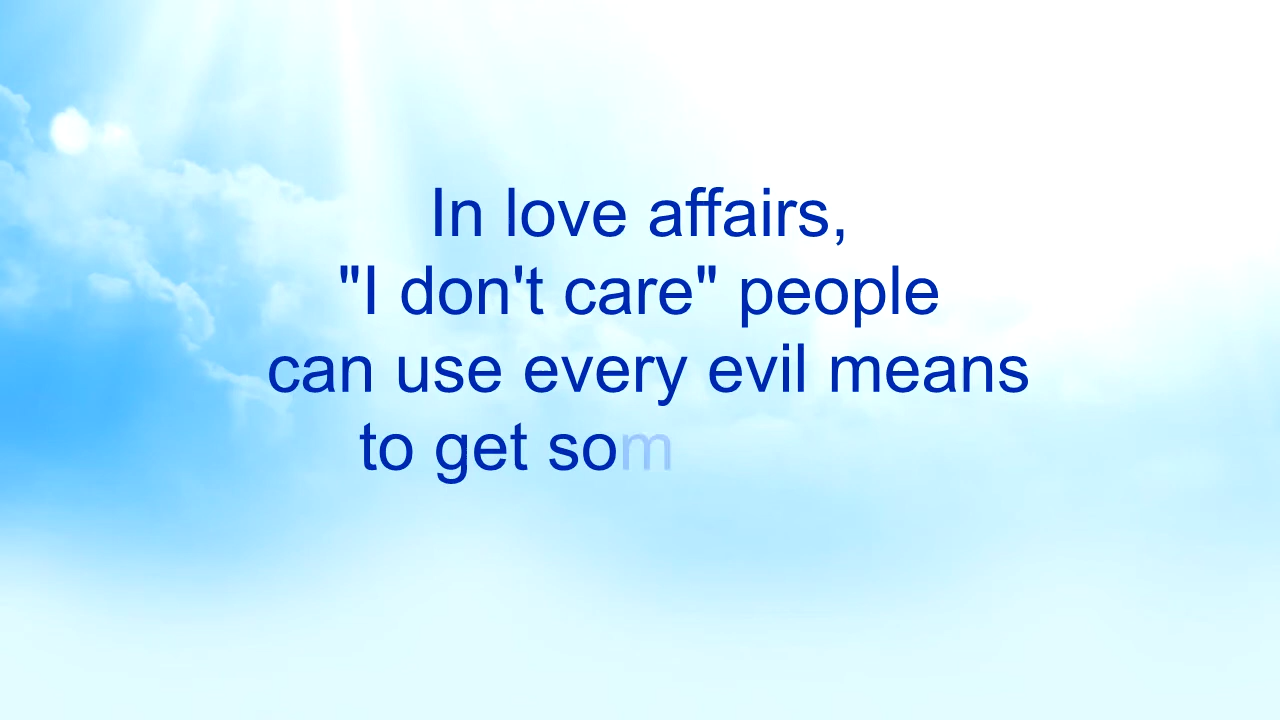 In love affairs,
"I don't care" people
can use every evil means
to get som